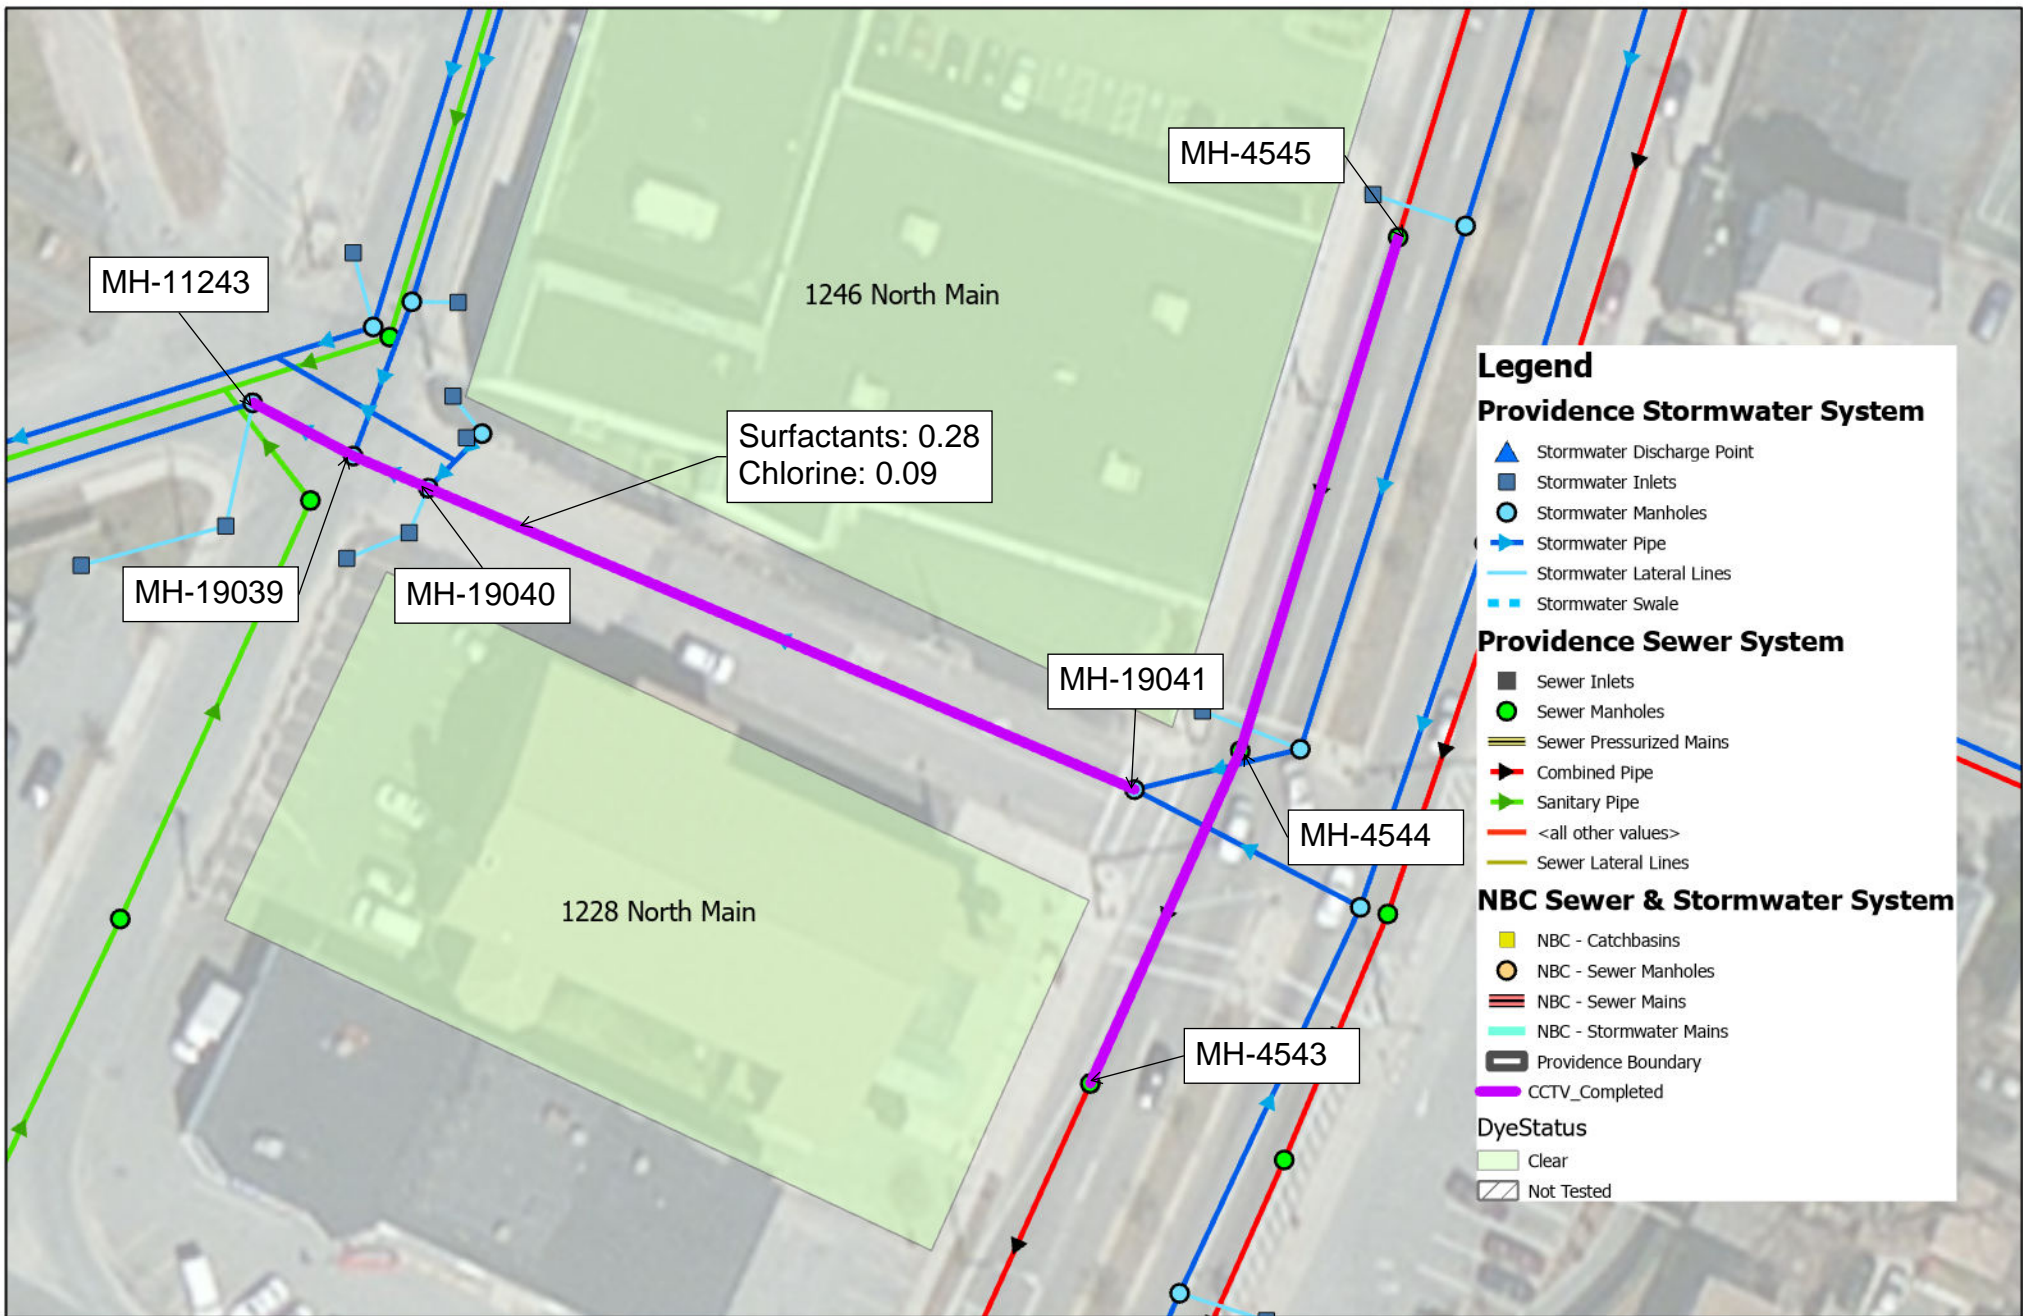 MH-4545
MH-11243
1246 North Main
Surfactants: 0.28
Chlorine: 0.09
MH-19039
MH-19040
MH-19041
MH-4544
1228 North Main
MH-4543
Legend
Providence Stormwater System
Stormwater Discharge Point
Stormwater Inlets
Stormwater Manholes
Stormwater Pipe
Stormwater Lateral Lines
Stormwater Swale
Providence Sewer System
Sewer Inlets
Sewer Manholes
Sewer Pressurized Mains
Combined Pipe
Sanitary Pipe
<all other values>
Sewer Lateral Lines
NBC Sewer & Stormwater System
NBC - Catchbasins
NBC - Sewer Manholes
NBC - Sewer Mains
NBC - Stormwater Mains
Providence Boundary
CCTV_Completed
DyeStatus
Clear
Not Tested